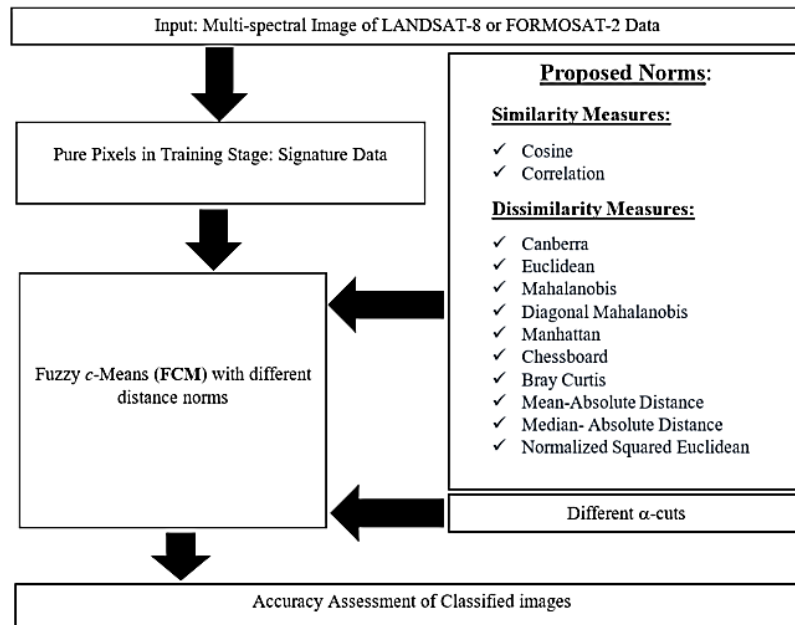 Input: Multi-spectral Image of LANDSAT-8 or FORMOSAT-2 Data
Pure Pixels in Training Stage: Signature Data
Fuzzy c-Means (FCM) with different
distance norms
Proposed Norms:
Similarity Measures:
✓ Cosine
✓ Correlation
Dissimilarity Measures:
✓ Canberra
✓ Euclidean
✓ Mahalanobis
✓ Diagonal Mahalanobis
✓ Manhattan
✓ Chessboard
✓ Bray Curtis
✓ Mean-Absolute Distance
✓ Median- Absolute Distance
✓ Normalized Squared Euclidean
Different α-cuts
Accuracy Assessment of Classified images